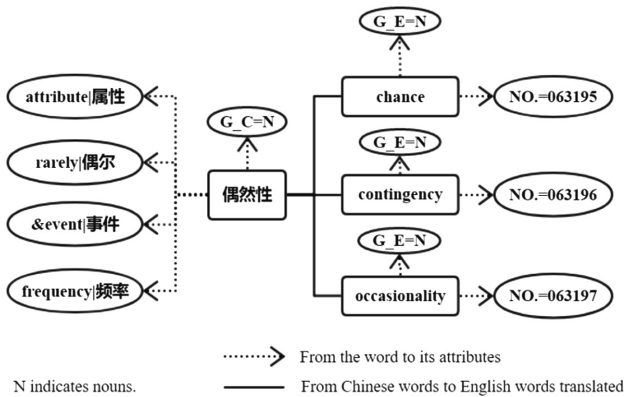 G_E=N
attribute|属性
chance
NO.=063195
G_C=N
G_E=N
rarely|偶尔
偶然性
contingency
NO.=063196
&event|事件
G_E=N
frequency|频率
occasionality
NO.=063197
From the word to its attributes
N indicates nouns.
From Chinese words to English words translated